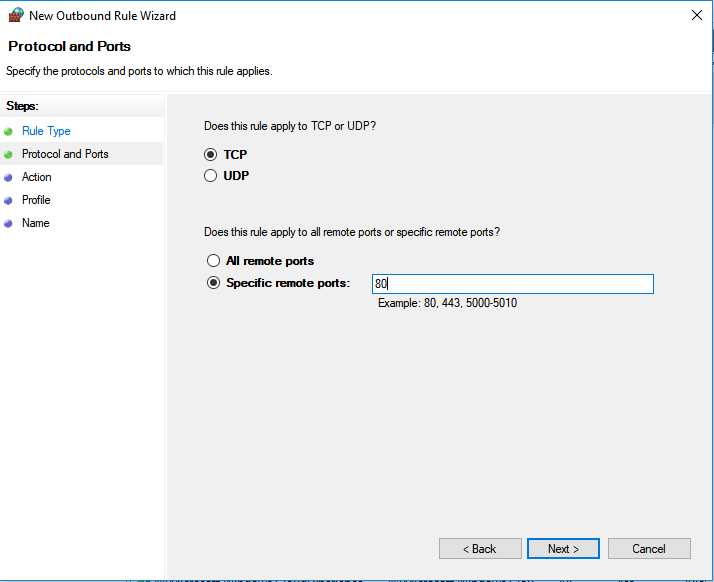 New Outbound Rule Wizard
Protocol and Ports
Specify the protocols and ports to which this rule applies.
Steps:
Rule Type
Protocol and Ports
Action
Profile
Name
Does this rule apply to TCP or UDP?
TCP
UDP
Does this rule apply to all remote ports or specific remote ports?
All remote ports
Specific remote ports:
80
Example: 80, 443, 5000-5010
< Back
Next >
Cancel